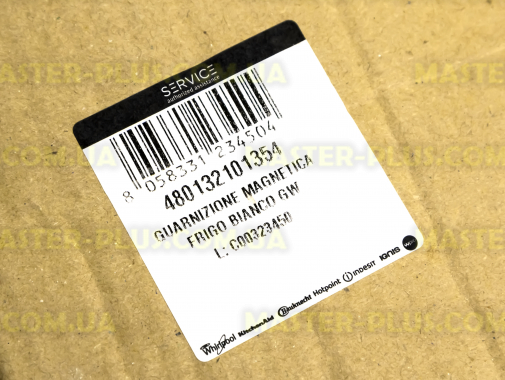 SERVICE
authorized assistance
8 058331 234504
480132101354
GUARNIZIONE MAGNETICA
FRIGO BIANCO GW
L: C00323450
Whirlpool KitchenAid Bauknecht Hotpoint indesit IGNIS
MASTER-PLUS.COM.UA